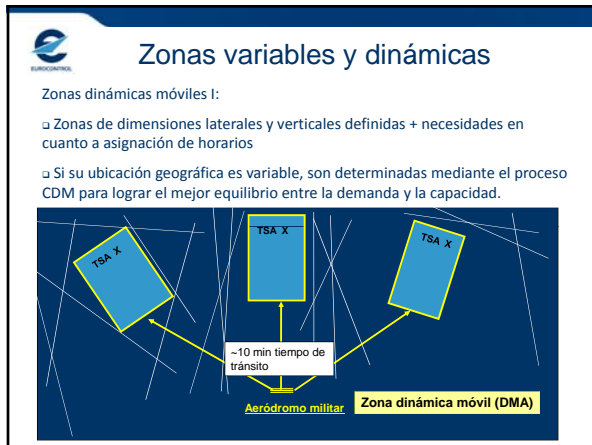 EUROCONTROL
Zonas variables y dinámicas
Zonas dinámicas móviles I:
❑ Zonas de dimensiones laterales y verticales definidas + necesidades en
cuanto a asignación de horarios
❑ Si su ubicación geográfica es variable, son determinadas mediante el proceso
CDM para lograr el mejor equilibrio entre la demanda y la capacidad.
TSA X
TSA X
TSA X
~10 min tiempo de
tránsito
Aeródromo militar
Zona dinámica móvil (DMA)